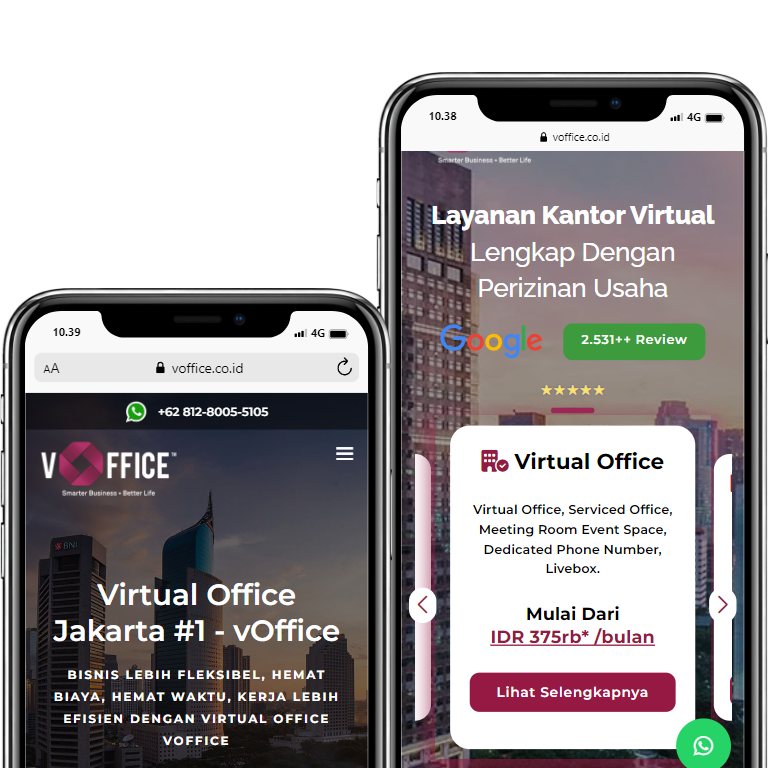 10.39
4G
AA
voffice.co.id
+62 812-8005-5105
VOFFICE™
Smarter Business • Better Life
BNI
Virtual Office
Jakarta #1 - vOffice
BISNIS LEBIH FLEKSIBEL, HEMAT
BIAYA, HEMAT WAKTU, KERJA LEBIH
EFISIEN DENGAN VIRTUAL OFFICE
VOFFICE
10.38
4G
voffice.co.id
Smarter Business • Better Life
Layanan Kantor Virtual
Lengkap Dengan
Perizinan Usaha
Google
2.531++ Review
Virtual Office
Virtual Office, Serviced Office,
Meeting Room Event Space,
Dedicated Phone Number,
Livebox.
Mulai Dari
IDR 375rb* /bulan
Lihat Selengkapnya